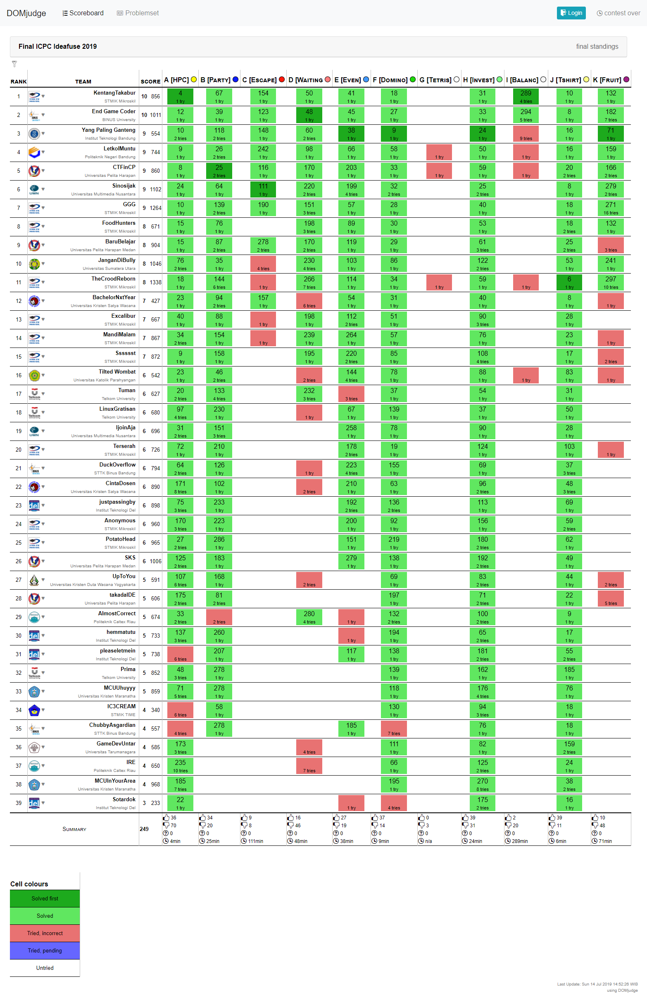 DOMjudge Scoreboard Problemset Login contest over
Final ICPC Ideafuse 2019 final standings
RANK TEAM SCORE A [HPC] B [PARTY] C [ESCAPE] D [WAITING E [EVEN] F [DOMINO] G [TETRIS] H [INVEST] I [BALANC] J [TSHIRT] K [FRUIT]
1 KentangTakabur 10 856 4 67 154 50 41 18 31 289 10 132
STMIK Mikroskil 1 try 1 try 1 try 1 try 1 try 1 try 1 try 4 tries 1 try 1 try
2 End Game Coder 10 1011 12 39 123 48 45 27 33 294 8 182
BINUS University 1 try 1 try 1 try 1 try 1 try 1 try 1 try 5 tries 1 try 7 tries
3 Yang Paling Ganteng 9 554 10 118 148 60 38 9 24 16 71
Institut Teknologi Bandung 2 tries 2 tries 1 try 2 tries 1 try 1 try 1 try 9 tries 1 try 1 try
4 LetkolMuntu 9 744 9 26 242 98 66 58 50 16 159
Politeknik Negeri Bandung 1 try 2 tries 1 try 1 try 1 try 1 try 1 try 1 try 1 try 1 try 1 try
5 CTFinCP 9 860 8 25 116 170 203 33 59 20 166
Universitas Pelita Harapan 1 try 2 tries 1 try 1 try 1 try 1 try 1 try 1 try 1 try 2 tries 2 tries
6 Sinosijak 9 1102 24 64 111 220 199 32 25 8 279
Universitas Multimedia Nusantara 1 try 1 try 1 try 2 tries 4 tries 2 tries 2 tries 1 try 2 tries
7 GGG 9 1264 10 139 190 151 57 28 40 18 271
STMIK Mikroskil 1 try 2 tries 1 try 3 tries 1 try 1 try 1 try 1 try 16 tries
8 FoodHunters 8 671 15 76 198 89 30 53 18 132
STMIK Mikroskil 1 try 1 try 3 tries 1 try 1 try 1 try 2 tries 1 try
9 BaruBelajar 8 904 15 87 278 170 119 29 61 25
Universitas Pelita Harapan Medan 1 try 2 tries 2 tries 2 tries 1 try 1 try 3 tries 2 tries 3 tries
10 JanganDiBully 8 1046 76 35 230 103 86 122 53 241
Universitas Sumatera Utara 2 tries 1 try 4 tries 4 tries 1 try 1 try 2 tries 1 try 1 try
11 TheCroodReborn 8 1338 18 144 266 114 34 59 6 297
STMIK Mikroskil 1 try 6 tries 1 try 7 tries 1 try 1 try 1 try 1 try 1 try 1 try 10 tries
12 BachelorNxtYear 7 427 23 94 157 54 31 40 8
Universitas Kristen Satya Wacana 1 try 2 tries 1 try 6 tries 1 try 1 try 1 try 1 try 1 try
13 Excalibur 7 667 40 88 198 112 51 90 28
STMIK Mikroskil 1 try 1 try 1 try 1 try 2 tries 1 try 3 tries 1 try
14 MandiMalam 7 867 34 154 239 264 57 76 23
STMIK Mikroskil 2 tries 1 try 1 try 1 try 1 try 1 try 1 try 1 try 1 try
15 Sssssst 7 872 9 158 195 220 85 108 17
STMIK Mikroskil 1 try 1 try 1 try 2 tries 1 try 4 tries 1 try 2 tries
16 Tilted Wombat 6 542 23 46 144 78 88 83
Universitas Katolik Parahyangan 1 try 2 tries 2 tries 4 tries 1 try 1 try 1 try 1 try 1 try
17 Tuman 6 627 20 133 232 37 54 31
Telkom University 2 tries 4 tries 3 tries 3 tries 1 try 1 try 1 try
18 LinuxGratisan 6 680 97 230 67 139 37 50
Telkom University 4 tries 1 try 1 try 1 try 1 try 1 try 1 try
19 IjoinAja 6 696 31 151 258 78 90 28
Universitas Multimedia Nusantara 2 tries 3 tries 1 try 1 try 1 try 1 try
20 Terserah 6 726 72 210 178 19 124 103
STMIK Mikroskil 1 try 1 try 2 tries 1 try 1 try 1 try 1 try
21 DuckOverflow 6 794 64 126 223 155 69 37
STTK Binus Bandung 2 tries 1 try 1 try 4 tries 1 try 1 try 3 tries
22 CintaDosen 6 890 171 102 210 63 96 48
Universitas Kristen Satya Wacana 8 tries 1 try 2 tries 1 try 1 try 2 tries 3 tries
23 justpassingby 6 898 75 233 192 136 113 69
Institut Teknologi Del 3 tries 1 try 2 tries 2 tries 1 try 1 try
24 Anonymous 6 960 170 223 200 92 156 59
STMIK Mikroskil 3 tries 1 try 1 try 1 try 1 try 2 tries
25 PotatoHead 6 965 27 286 151 219 180 62
STMIK Mikroskil 2 tries 1 try 1 try 1 try 2 tries 1 try
26 SKS 6 1006 125 183 279 138 192 49
Universitas Pelita Harapan Medan 2 tries 1 try 1 try 1 try 2 tries 1 try
27 UpToYou 5 591 107 168 69 83 44
Universitas Kristen Duta Wacana Yogyakarta 6 tries 1 try 2 tries 1 try 2 tries 1 try 2 tries
28 takadaIDE 5 606 175 81 197 71 22
Universitas Pelita Harapan 2 tries 2 tries 1 try 2 tries 1 try 5 tries
29 AlmostCorrect 5 674 33 280 132 100 9
Politeknik Caltex Riau 2 tries 2 tries 4 tries 1 try 2 tries 2 tries 1 try
30 hemmatutu 5 733 137 260 194 65 17
Institut Teknologi Del 3 tries 1 try 1 try 1 try 2 tries 1 try
31 pleaseletmein 5 738 207 117 138 181 55
Institut Teknologi Del 6 tries 1 try 1 try 1 try 2 tries 2 tries
32 Prima 5 852 48 278 139 162 185
Telkom University 3 tries 1 try 1 try 1 try 1 try
33 MCUUhuyyy 5 859 71 278 118 176 76
Universitas Kristen Maranatha 5 tries 1 try 1 try 4 tries 1 try
34 IC3CREAM 4 340 58 130 94 18
STMIK TIME 6 tries 1 try 1 try 3 tries 1 try
35 ChubbyAsgardian 4 557 278 185 76 18
STTK Binus Bandung 4 tries 1 try 1 try 7 tries 1 try 1 try
36 GameDevUntar 4 585 173 111 82 159
Universitas Tarumanagara 3 tries 4 tries 1 try 1 try 2 tries
37 IRE 4 650 235 66 125 24
Politeknik Caltex Riau 10 tries 7 tries 1 try 2 tries 1 try
38 MCUInYourArea 4 968 185 195 270 38
Universitas Kristen Maranatha 7 tries 1 try 8 tries 2 tries
39 Sotardok 3 233 22 175 16
Institut Teknologi Del 1 try 1 try 4 tries 2 tries 1 try
SUMMARY 249
36 34 9 16 27 37 0 39 2 39 10
70 20 8 46 19 14 3 31 20 11 48
0 0 0 0 0 0 0 0 0 0 0
4min 25min 111min 48min 38min 9min n/a 24min 289min 6min 71min
Cell colours
Solved first
Solved
Tried, incorrect
Tried, pending
Untried
Last Update: Sun 14 Jul 2019 14:52:26 WIB
using DOMjudge